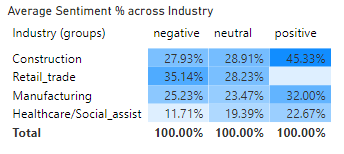 Average Sentiment % across Industry
Industry (groups) negative neutral positive
Construction 27.93% 28.91% 45.33%
Retail_trade 35.14% 28.23%
Manufacturing 25.23% 23.47% 32.00%
Healthcare/Social_assist 11.71% 19.39% 22.67%
Total 100.00% 100.00% 100.00%